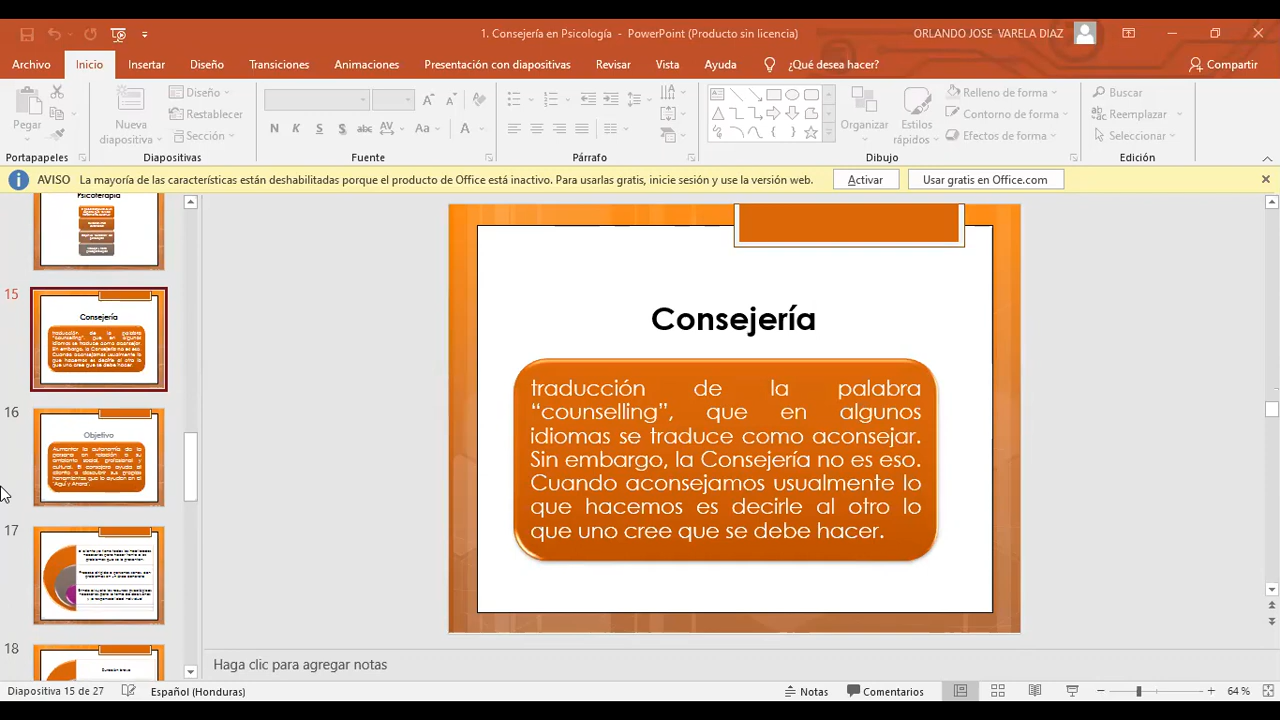 1. Consejería en Psicología - PowerPoint (Producto sin licencia)
ORLANDO JOSE VARELA DIAZ
Archivo Inicio Insertar Diseño Transiciones Animaciones Presentación con diapositivas Revisar Vista Ayuda ¿Qué desea hacer? Compartir
Pegar
Nueva diapositiva
Diseño
Restablecer
Sección
N K S S abc AV Aa A
Organizar
Estilos rápidos
Relleno de forma
Contorno de forma
Efectos de forma
Buscar
Reemplazar
Seleccionar
Portapapeles Diapositivas Fuente Párrafo Dibujo Edición
AVISO La mayoría de las características están deshabilitadas porque el producto de Office está inactivo. Para usarlas gratis, inicie sesión y use la versión web. Activar Usar gratis en Office.com
Psicoterapia
15
Consejería
traducción de la palabra
"counselling", que en algunos
idiomas se traduce como aconsejar.
Sin embargo, la Consejería no es eso.
Cuando aconsejamos usualmente lo
que hacemos es decirle al otro lo
que uno cree que se debe hacer.
16
Objetivo
Aumentar la autonomía de la
persona en relación a su
ambiente social, profesional y
cultural. El consejero ayuda al
cliente a descubrir sus propias
herramientas que lo ayuden en el
"Aquí y Ahora".
17
18
Consejería
traducción de la palabra
“counselling”, que en algunos
idiomas se traduce como aconsejar.
Sin embargo, la Consejería no es eso.
Cuando aconsejamos usualmente lo
que hacemos es decirle al otro lo
que uno cree que se debe hacer.
Haga clic para agregar notas
Diapositiva 15 de 27 Español (Honduras) Notas Comentarios 64 %